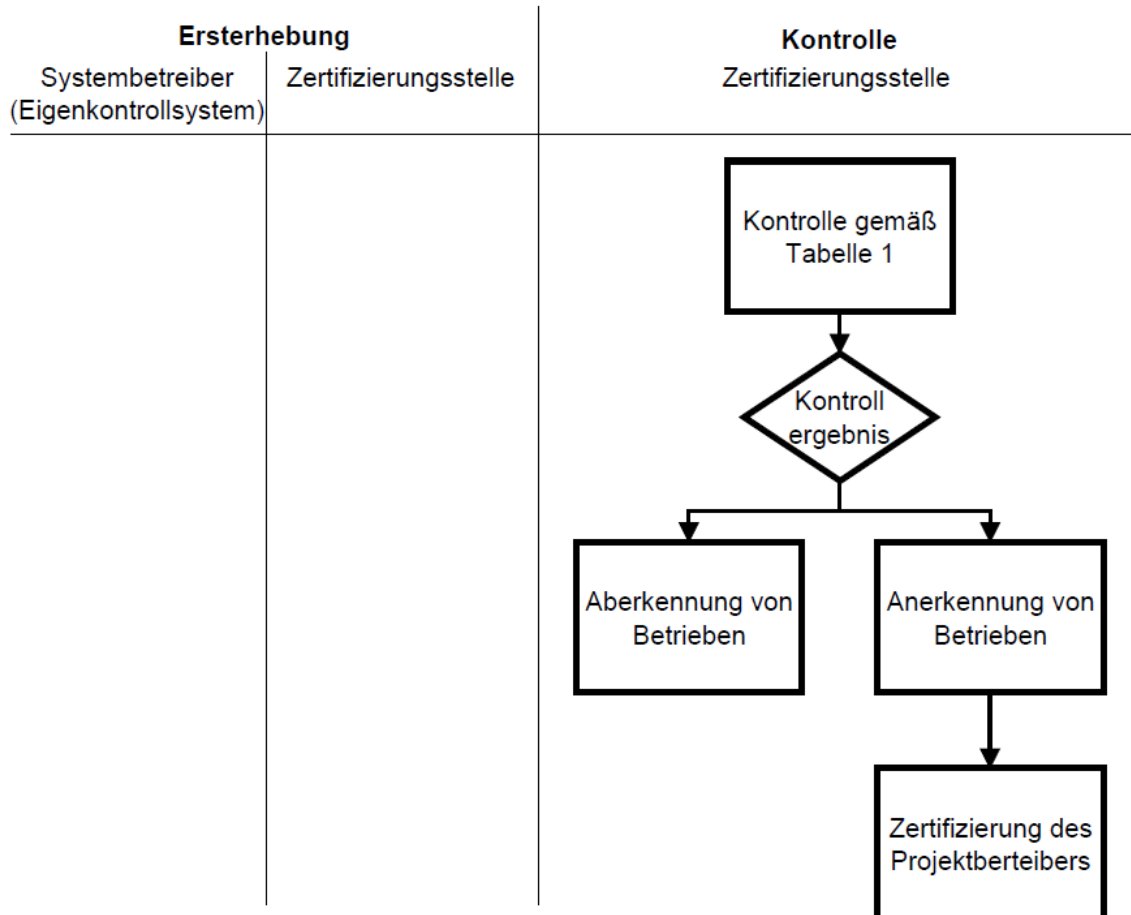 Ersterhebung
Systembetreiber
(Eigenkontrollsystem)
Zertifizierungsstelle
Kontrolle
Zertifizierungsstelle
Kontrolle gemäß
Tabelle 1
Kontroll
ergebnis
Aberkennung von
Betrieben
Anerkennung von
Betrieben
Zertifizierung des
Projektberteibers